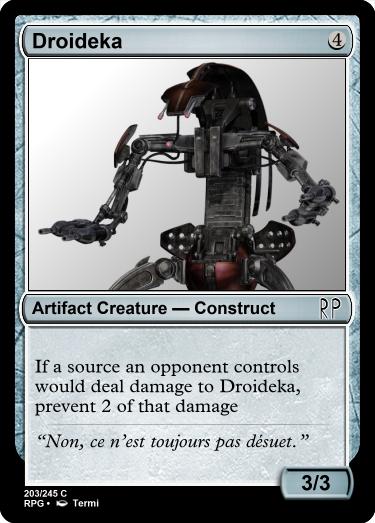 Droideka 4
Artifact Creature — Construct RP
If a source an opponent controls
would deal damage to Droideka,
prevent 2 of that damage
“Non, ce n’est toujours pas désuet.”
3/3
203/245 C
RPG • Termi